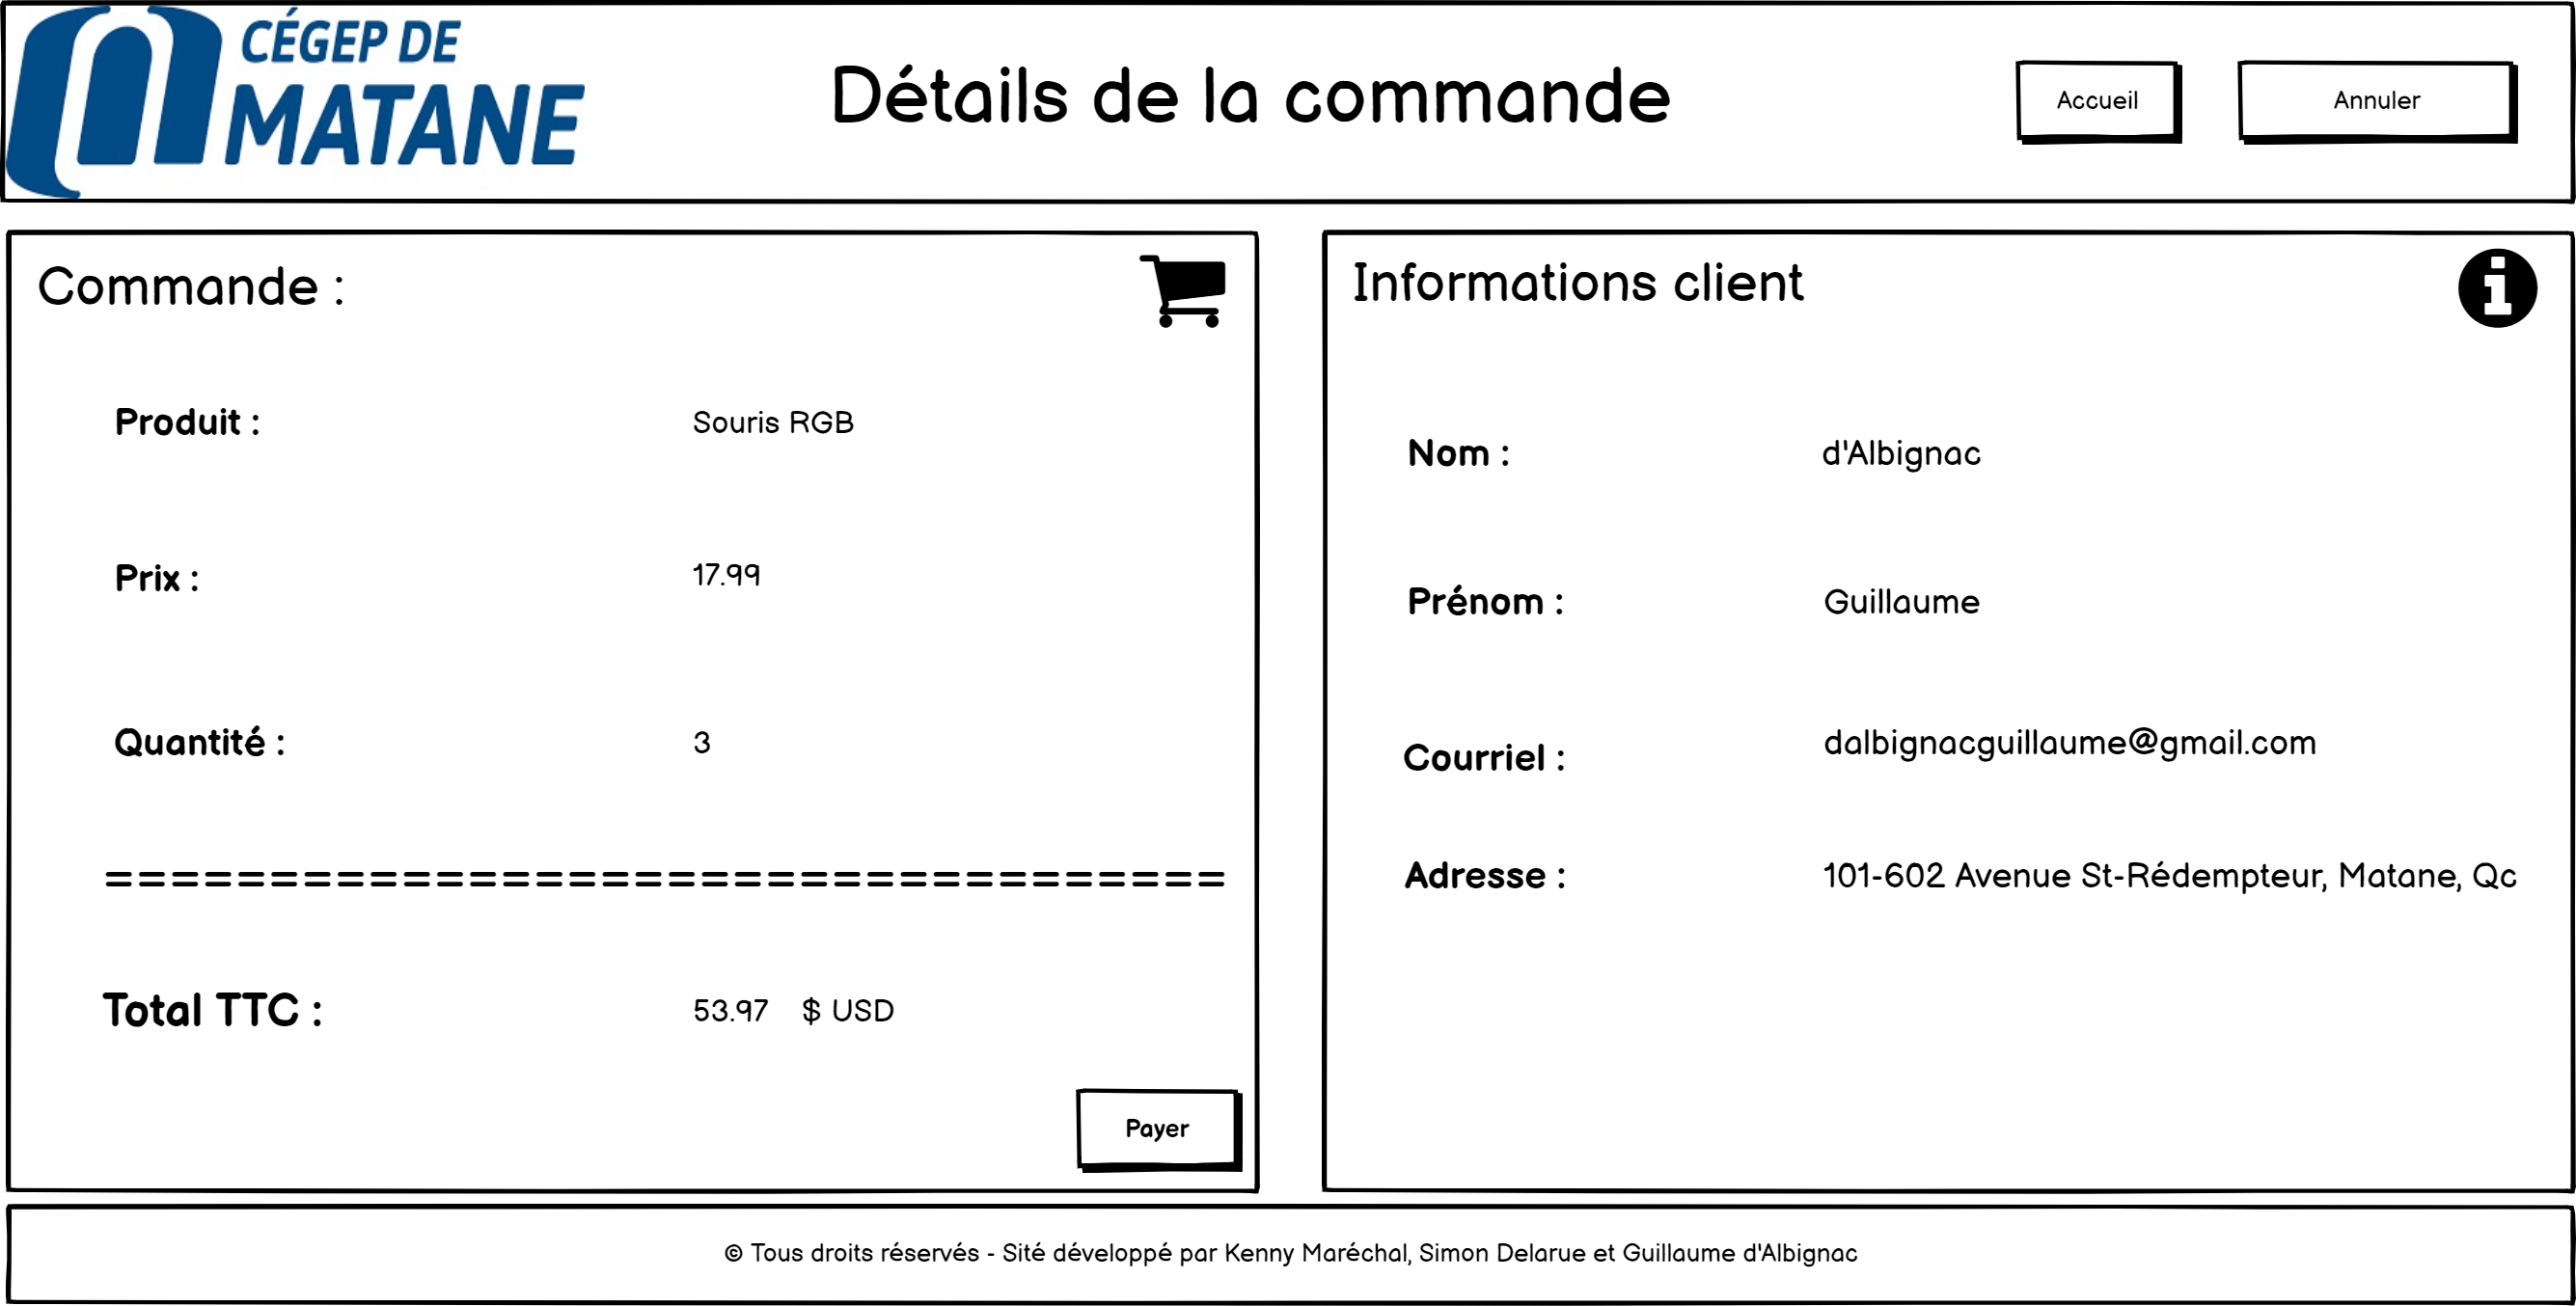 CÉGEP DE
MATANE
Détails de la commande
Accueil
Annuler
Commande :
Produit :
Souris RGB
Prix :
17.99
Quantité :
3
==================================
Total TTC :
53.97 $ USD
Payer
Informations client
Nom :
d'Albignac
Prénom :
Guillaume
Courriel :
dalbignacguillaume@gmail.com
Adresse :
101-602 Avenue St-Rédempteur, Matane, Qc
© Tous droits réservés - Sité développé par Kenny Maréchal, Simon Delarue et Guillaume d'Albignac